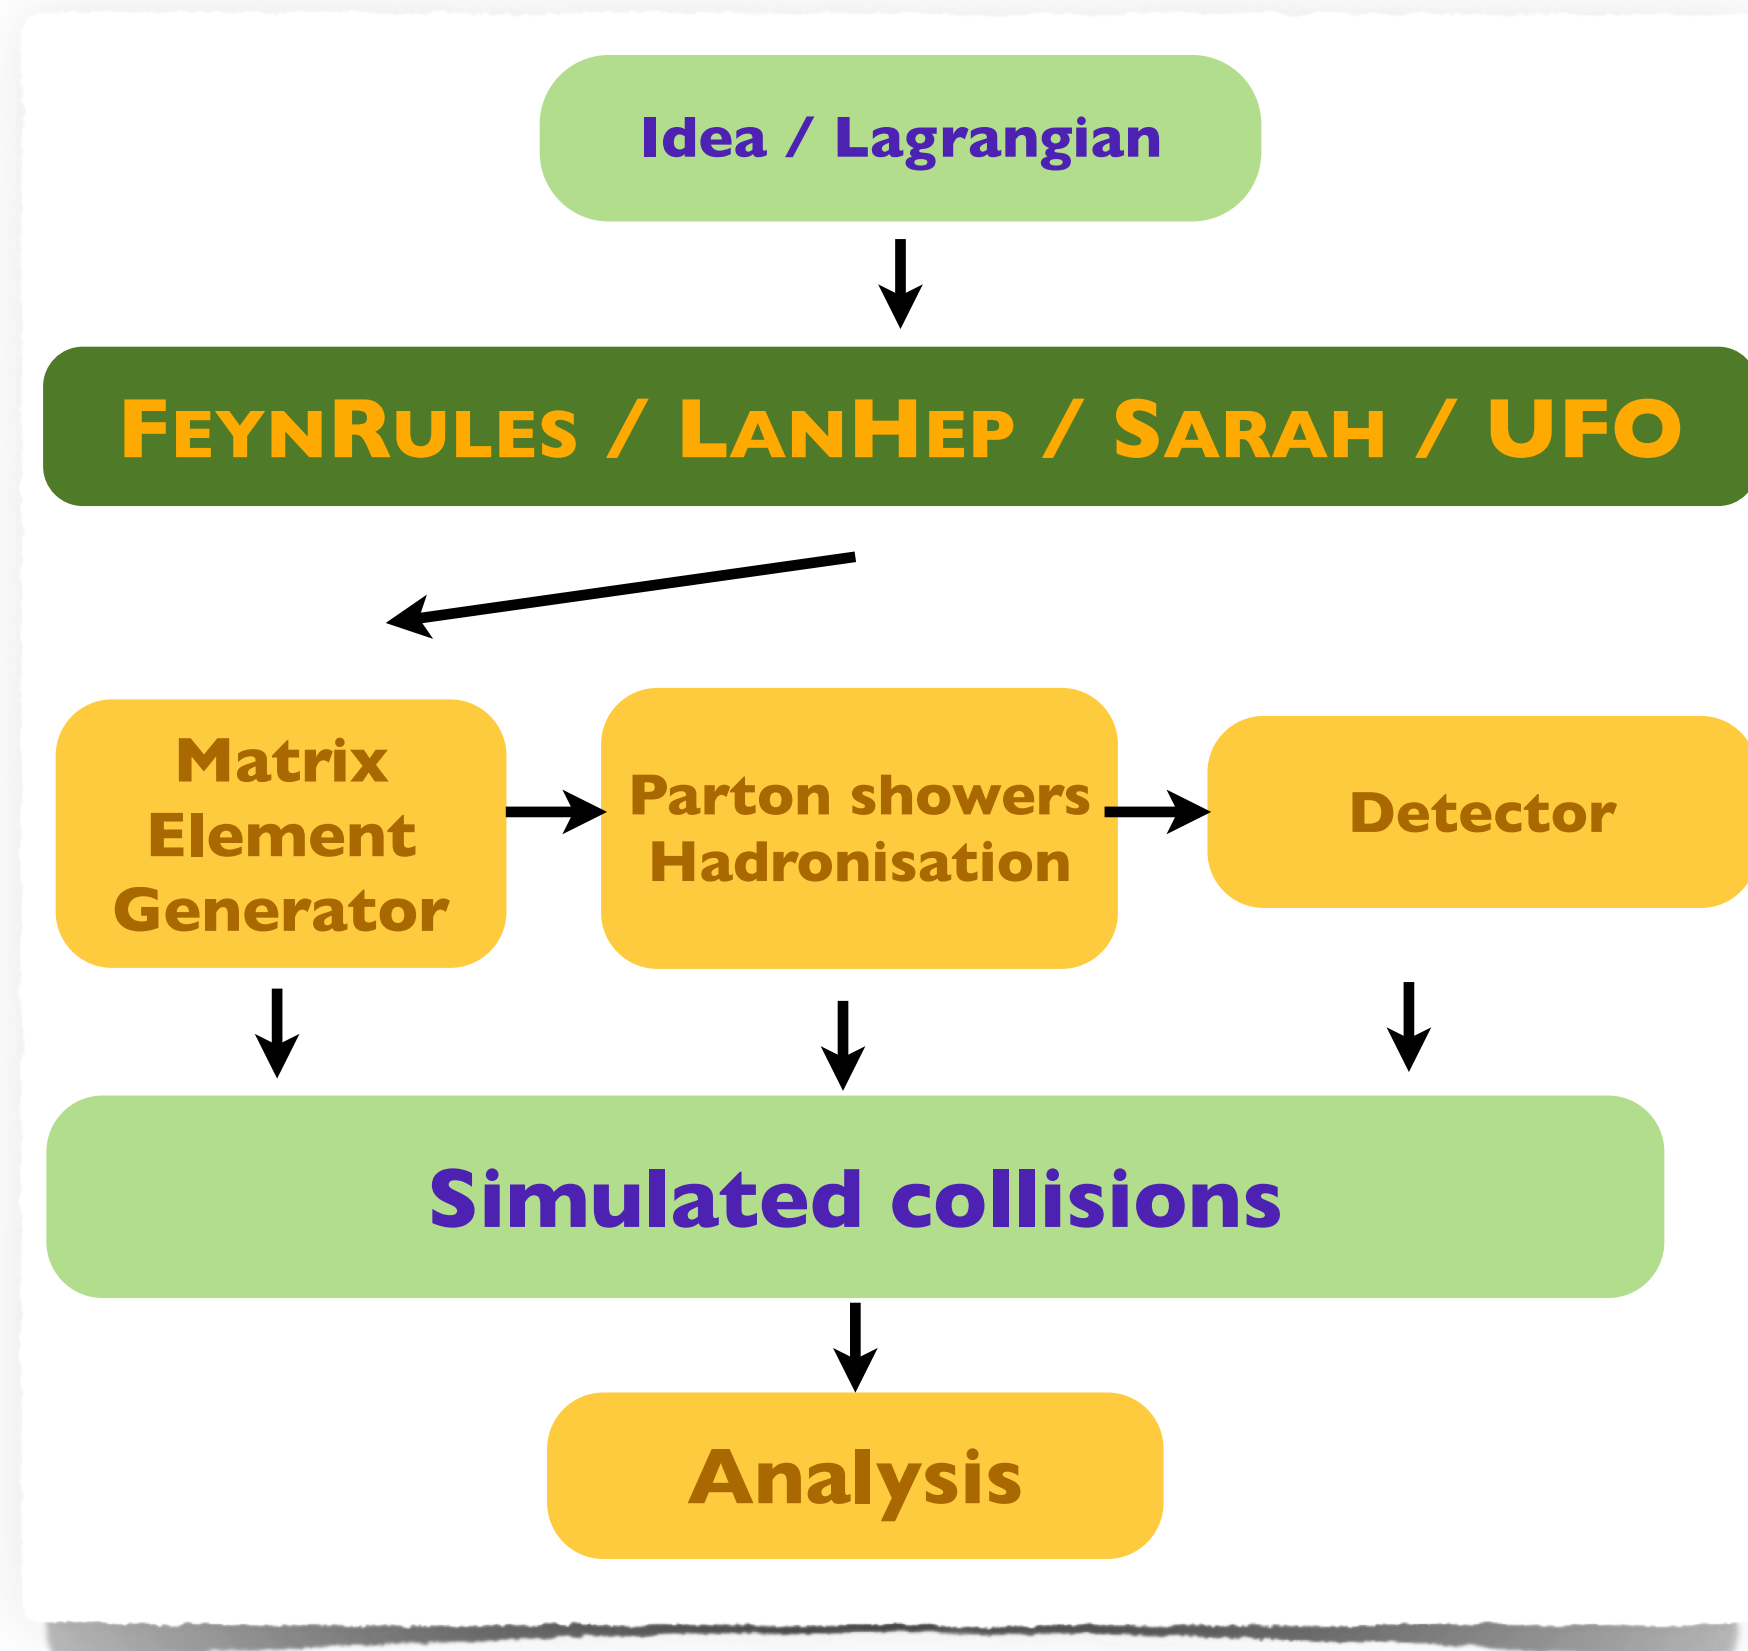 Idea / Lagrangian
FEYNRULES / LANHEP / SARAH / UFO
Matrix
Element
Generator
Parton showers
Hadronisation
Detector
Simulated collisions
Analysis